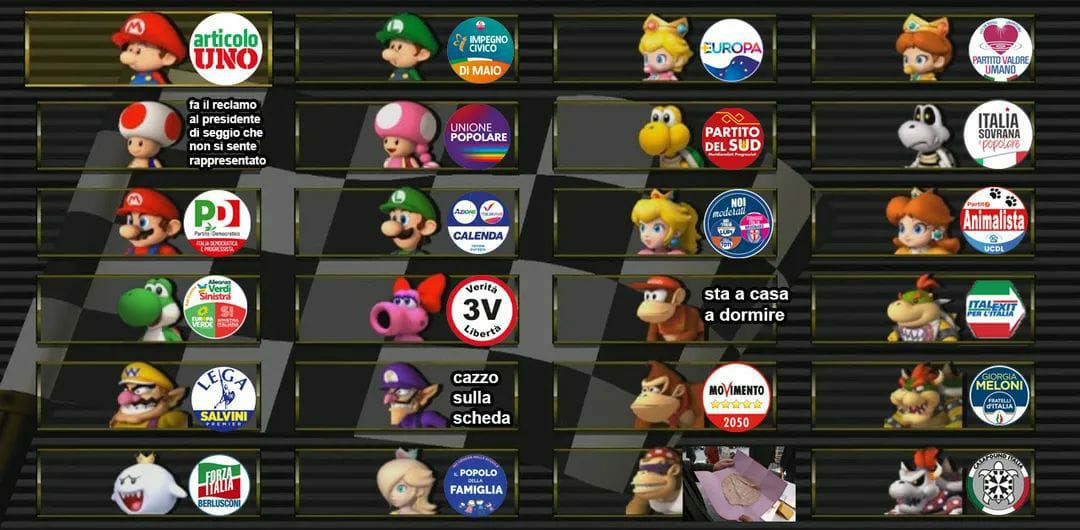 articolo
UNO
IMPEGNO
CIVICO
DI MAIO
EUROPA
PARTITO VALORE
UMANO
fa il reclamo
al presidente
di seggio che
non si sente
rappresentato
UNIONE
POPOLARE
PARTITO
DEL SUD
Meridionalisti Progressisti
ITALIA
SOVRANA
e popolare
PD
Partito Democratico
ITALIA DEMOCRATICA
E PROGRESSISTA
AZIONE
ITALIA VIVA
CALENDA
NOI
moderati
Partito
Animalista
UCDL
Alleanza
Verdi
Sinistra
EUROPA
VERDE
SI
SINISTRA
ITALIANA
Verità
3V
Libertà
sta a casa
a dormire
ITALEXIT
PER L'ITALIA
LEGA
SALVINI
PREMIER
cazzo
sulla
scheda
MOVIMENTO
2050
GIORGIA
MELONI
FRATELLI
d'ITALIA
FORZA
ITALIA
BERLUSCONI
IL POPOLO
DELLA
FAMIGLIA
CASAPOUND ITALIA